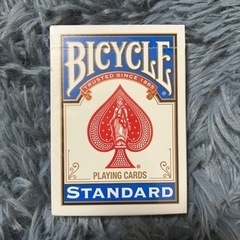 BICYCLE
TRUSTED SINCE 1885
PLAYING CARDS
STANDARD